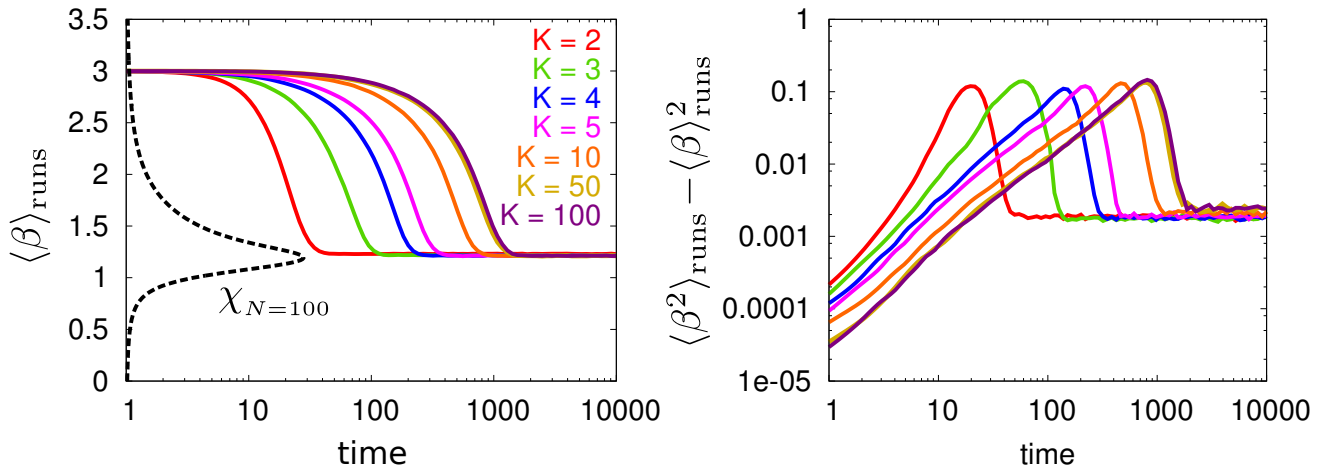 3.5
3
2.5
2
1.5
1
0.5
0
1
10
100
1000
10000
⟨β⟩runs
time
K = 2
K = 3
K = 4
K = 5
K = 10
K = 50
K = 100
χN=100
1
0.1
0.01
0.001
0.0001
1e-05
1
10
100
1000
10000
⟨β²⟩runs − ⟨β⟩²runs
time